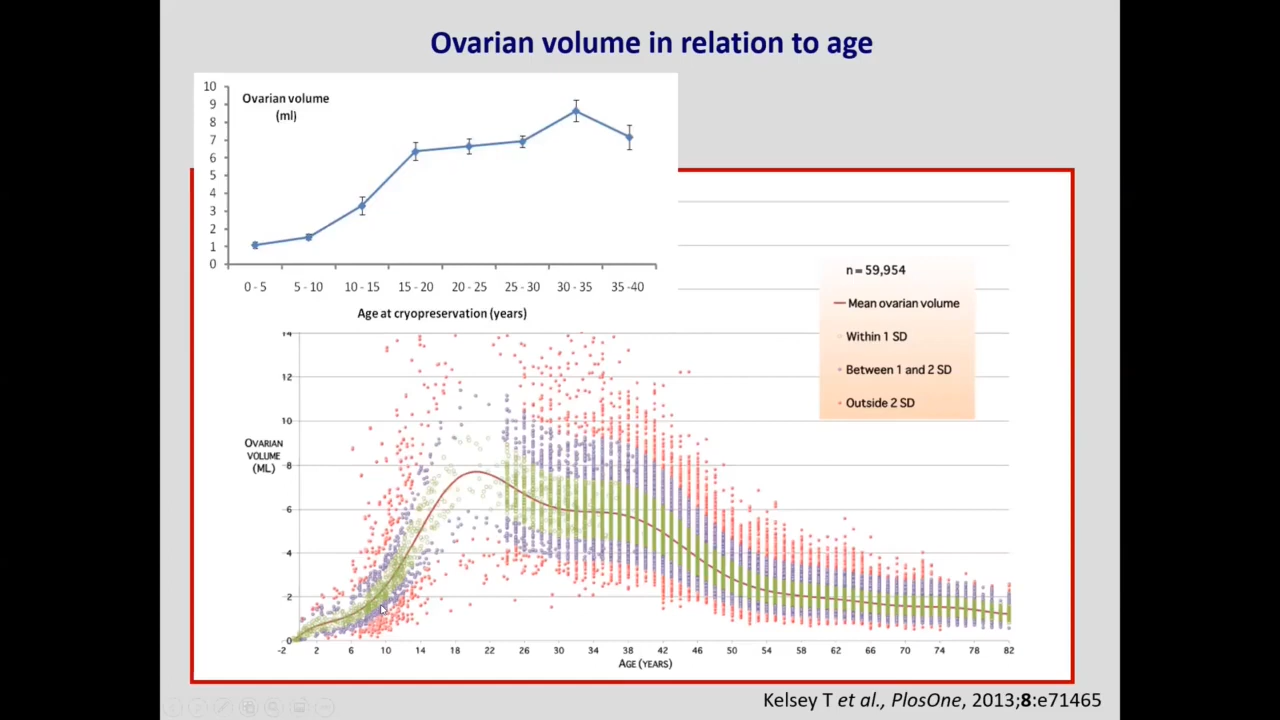 Ovarian volume in relation to age
Ovarian volume
(ml)
10
9
8
7
6
5
4
3
2
1
0
0 - 5 5 - 10 10 - 15 15 - 20 20 - 25 25 - 30 30 - 35 35 -40
Age at cryopreservation (years)
n = 59,954
Mean ovarian volume
Within 1 SD
Between 1 and 2 SD
Outside 2 SD
OVARIAN
VOLUME
(ML)
14
12
10
8
6
4
2
0
-2 2 6 10 14 18 22 26 30 34 38 42 46 50 54 58 62 66 70 74 78 82
AGE (YEARS)
Kelsey T et al., PlosOne, 2013;8:e71465